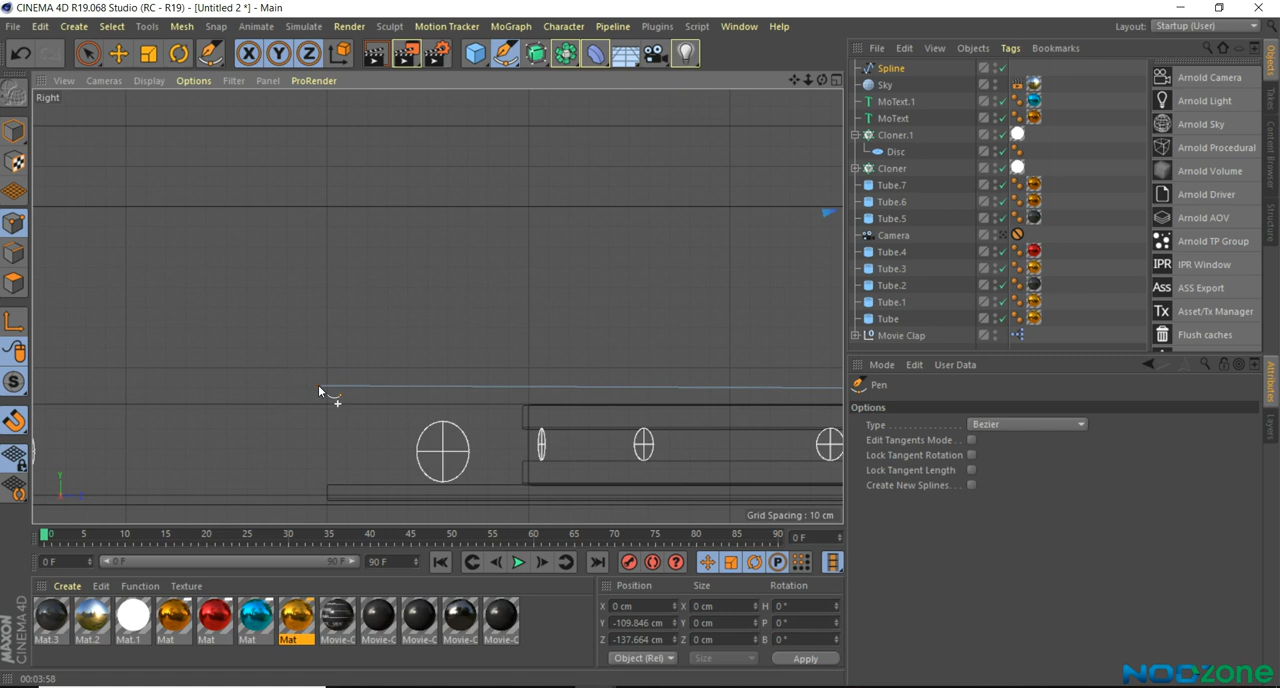 CINEMA 4D R19.068 Studio (RC - R19) - [Untitled 2 *] - Main
File Edit Create Select Tools Mesh Snap Animate Simulate Render Sculpt Motion Tracker MoGraph Character Pipeline Plugins Script Window Help Layout: Startup (User)
X Y Z
File Edit View Objects Tags Bookmarks
View Cameras Display Options Filter Panel ProRender
Right
Spline
Sky
MoText.1
MoText
Cloner.1
Disc
Cloner
Tube.7
Tube.6
Tube.5
Camera
Tube.4
Tube.3
Tube.2
Tube.1
Tube
Movie Clap
Arnold Camera
Arnold Light
Arnold Sky
Arnold Procedural
Arnold Volume
Arnold Driver
Arnold AOV
Arnold TP Group
IPR IPR Window
Ass ASS Export
Tx Asset/Tx Manager
Flush caches
Objects
Takes
Content Browser
Structure
Mode Edit User Data
Pen
Options
Type Bezier
Edit Tangents Mode
Lock Tangent Rotation
Lock Tangent Length
Create New Splines
Attributes
Layers
Y
Grid Spacing : 10 cm
0 5 10 15 20 25 30 35 40 45 50 55 60 65 70 75 80 85 90 0 F
0 F 0 F 90 F 90 F
Create Edit Function Texture
Mat.3 Mat.2 Mat.1 Mat Mat Mat Mat Movie-C Movie-C Movie-C Movie-C Movie-C
Position Size Rotation
X 0 cm X 0 cm H 0 °
Y -109.846 cm Y 0 cm P 0 °
Z -137.664 cm Z 0 cm B 0 °
Object (Rel) Size Apply
MAXON CINEMA 4D
00:03:58
NOOzone